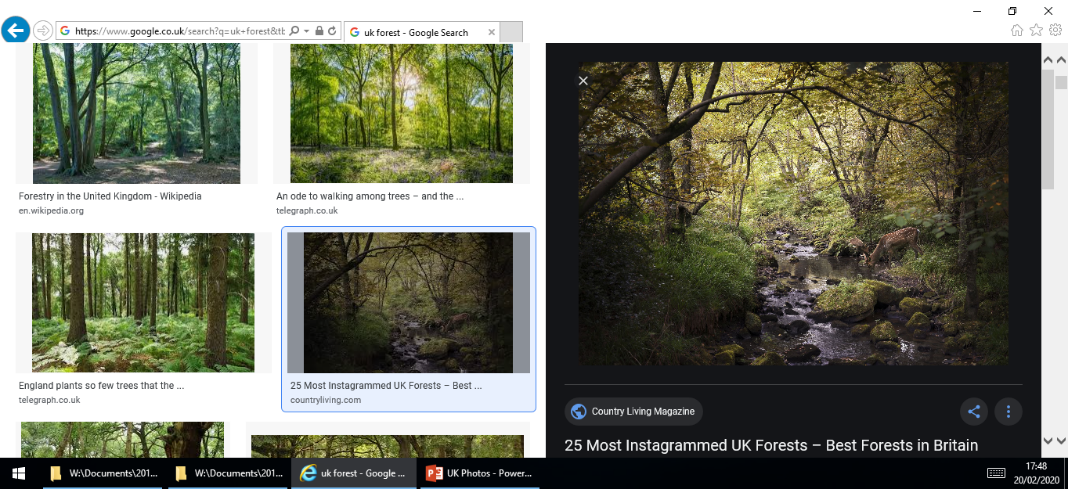 https://www.google.co.uk/search?q=uk+forest&tb
uk forest - Google Search
Forestry in the United Kingdom - Wikipedia
en.wikipedia.org
An ode to walking among trees – and the ...
telegraph.co.uk
England plants so few trees that the ...
telegraph.co.uk
25 Most Instagrammed UK Forests – Best ...
countryliving.com
Country Living Magazine
25 Most Instagrammed UK Forests – Best Forests in Britain
W:\Documents\201...
W:\Documents\201...
uk forest - Google ...
UK Photos - Power...
17:48
20/02/2020